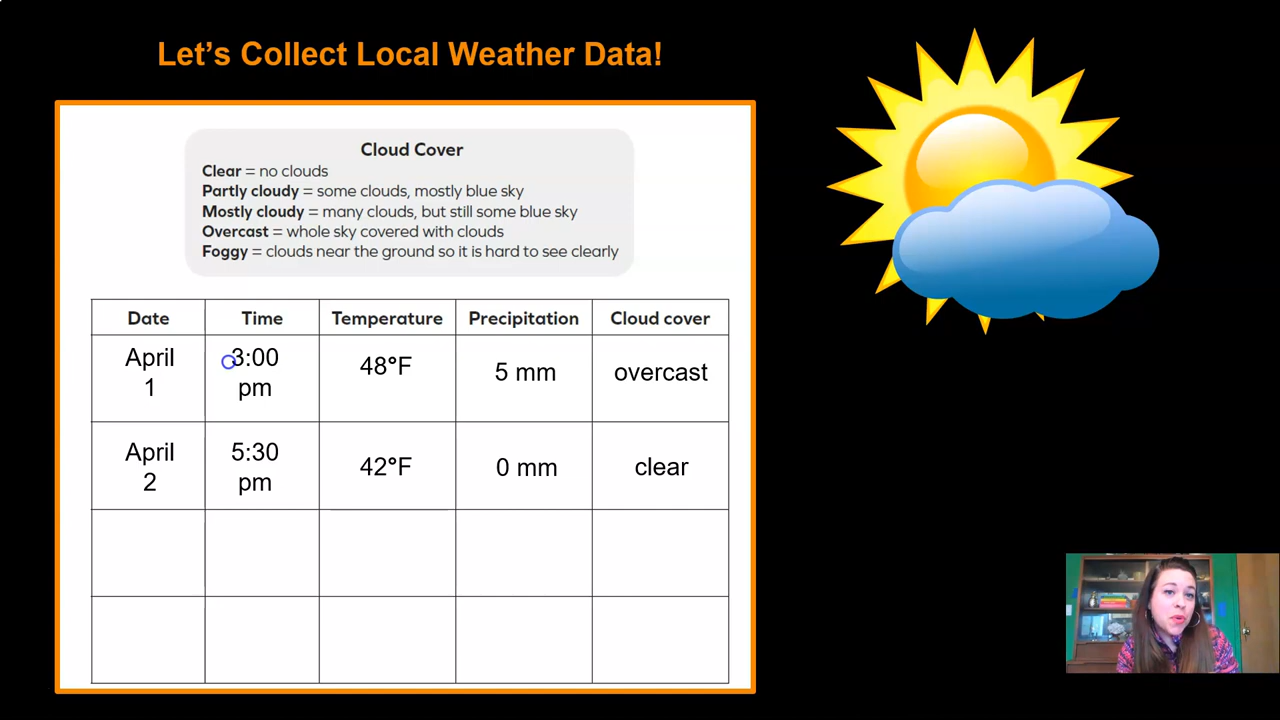 Let's Collect Local Weather Data!
Cloud Cover
Clear = no clouds
Partly cloudy = some clouds, mostly blue sky
Mostly cloudy = many clouds, but still some blue sky
Overcast = whole sky covered with clouds
Foggy = clouds near the ground so it is hard to see clearly
Date Time Temperature Precipitation Cloud cover
April 1 3:00 pm 48°F 5 mm overcast
April 2 5:30 pm 42°F 0 mm clear